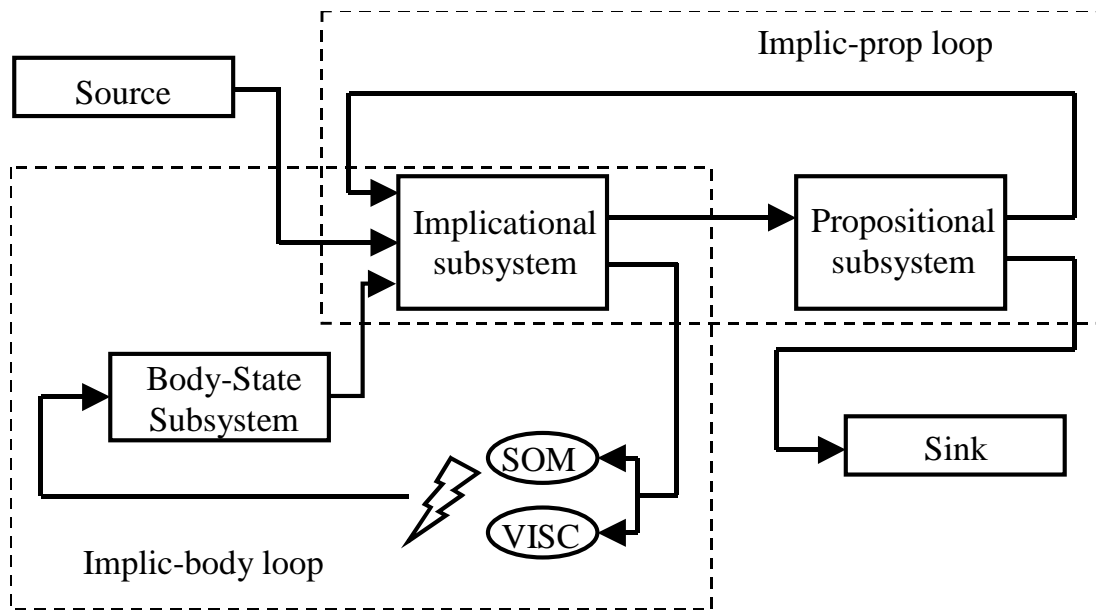 Implic-prop loop
Source
Implicational
subsystem
Propositional
subsystem
Body-State
Subsystem
SOM
VISC
Sink
Implic-body loop